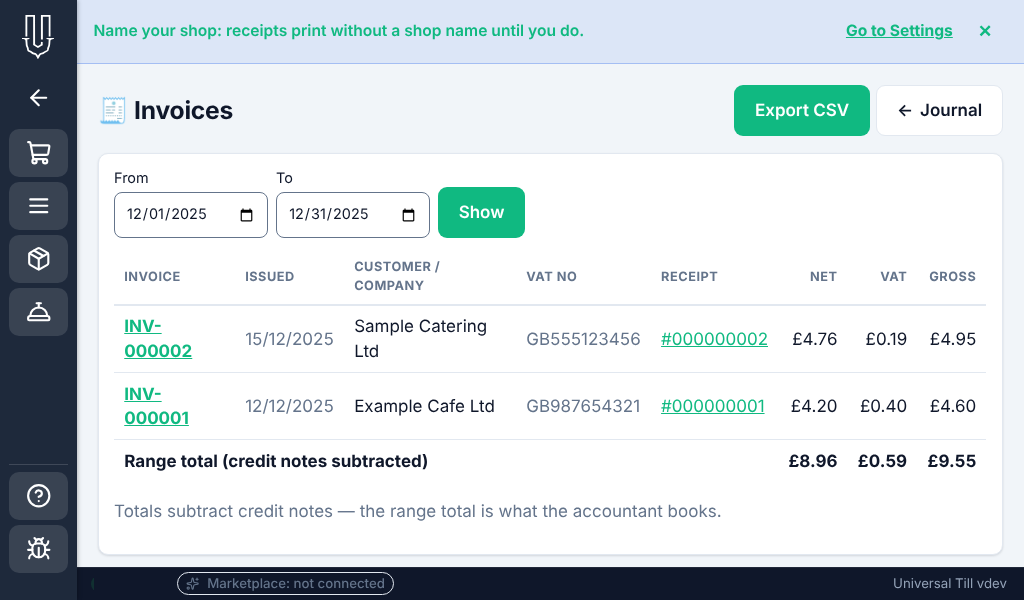 Name your shop: receipts print without a shop name until you do.
Go to Settings
×
Invoices
Export CSV
← Journal
From
To
12/01/2025
12/31/2025
Show
INVOICE
ISSUED
CUSTOMER /
COMPANY
VAT NO
RECEIPT
NET
VAT
GROSS
INV-
000002
15/12/2025
Sample Catering
Ltd
GB555123456
#000000002
£4.76
£0.19
£4.95
INV-
000001
12/12/2025
Example Cafe Ltd
GB987654321
#000000001
£4.20
£0.40
£4.60
Range total (credit notes subtracted)
£8.96
£0.59
£9.55
Totals subtract credit notes — the range total is what the accountant books.
Marketplace: not connected
Universal Till vdev